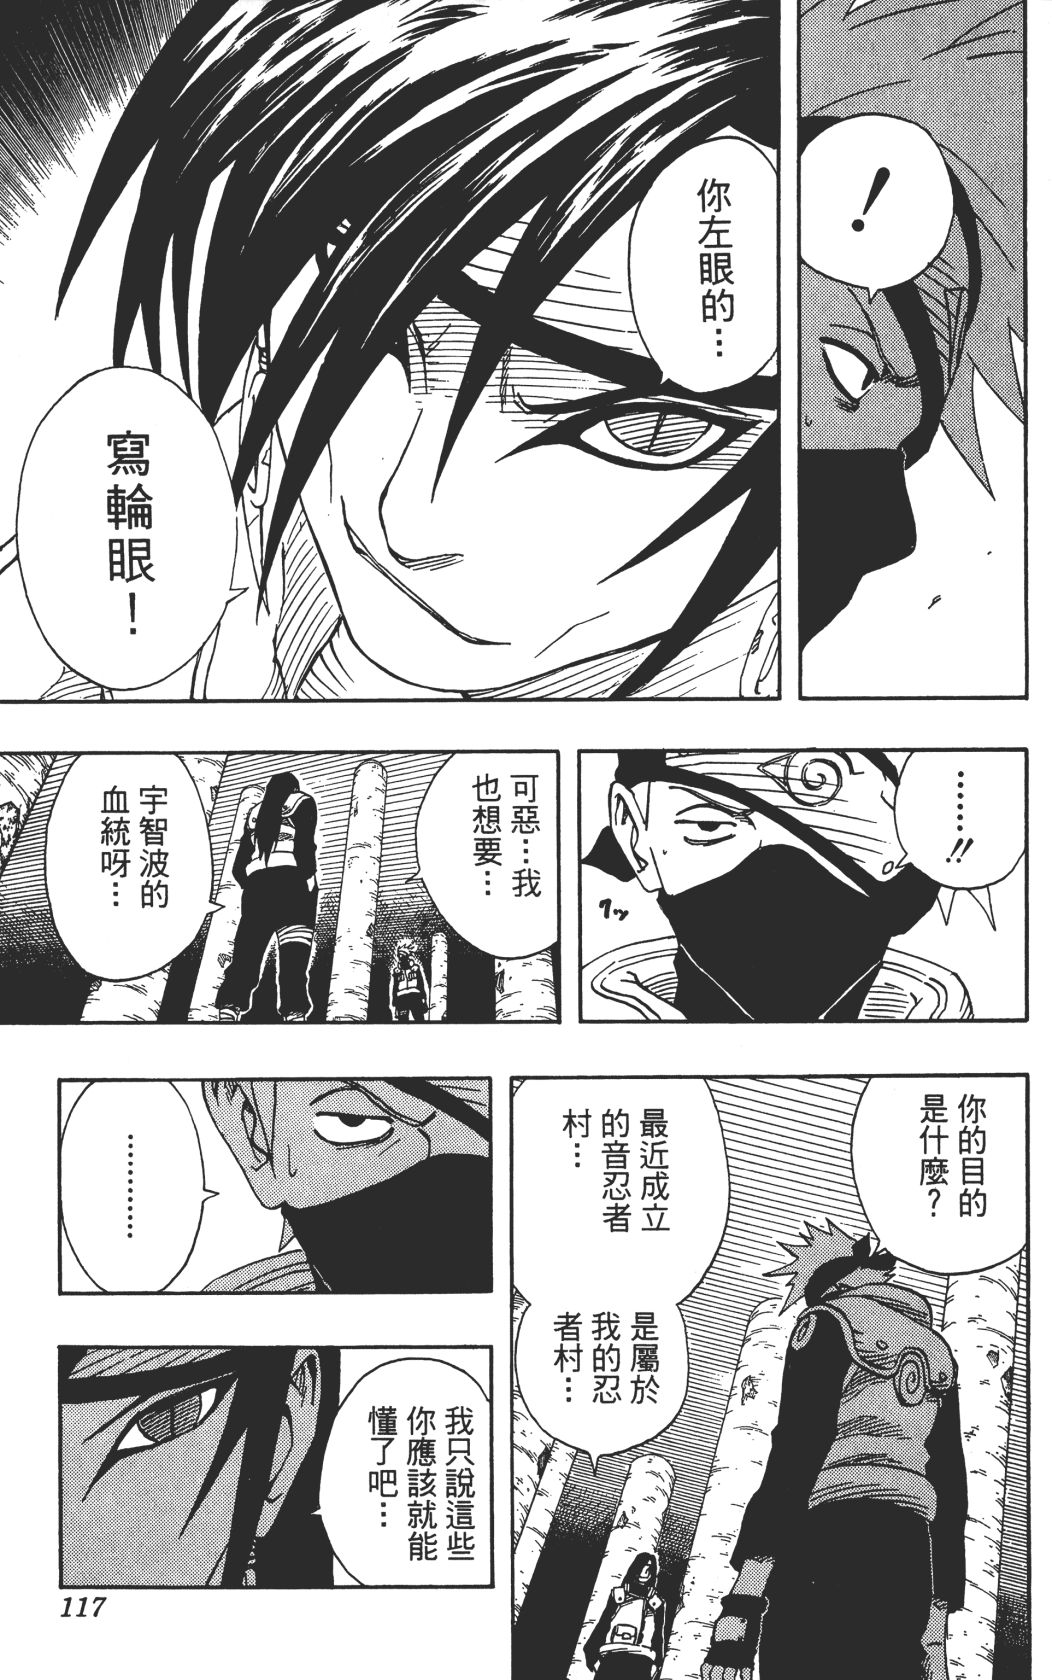 ！
你左眼的…
寫輪眼！
……!!
クッ
可惡…我
也想要…
宇智波的
血統呀…
你的目的
是什麼？
最近成立
的音忍者
村…
是屬於
我的忍
者村…
………
我只說這些
你應該就能
懂了吧…
117